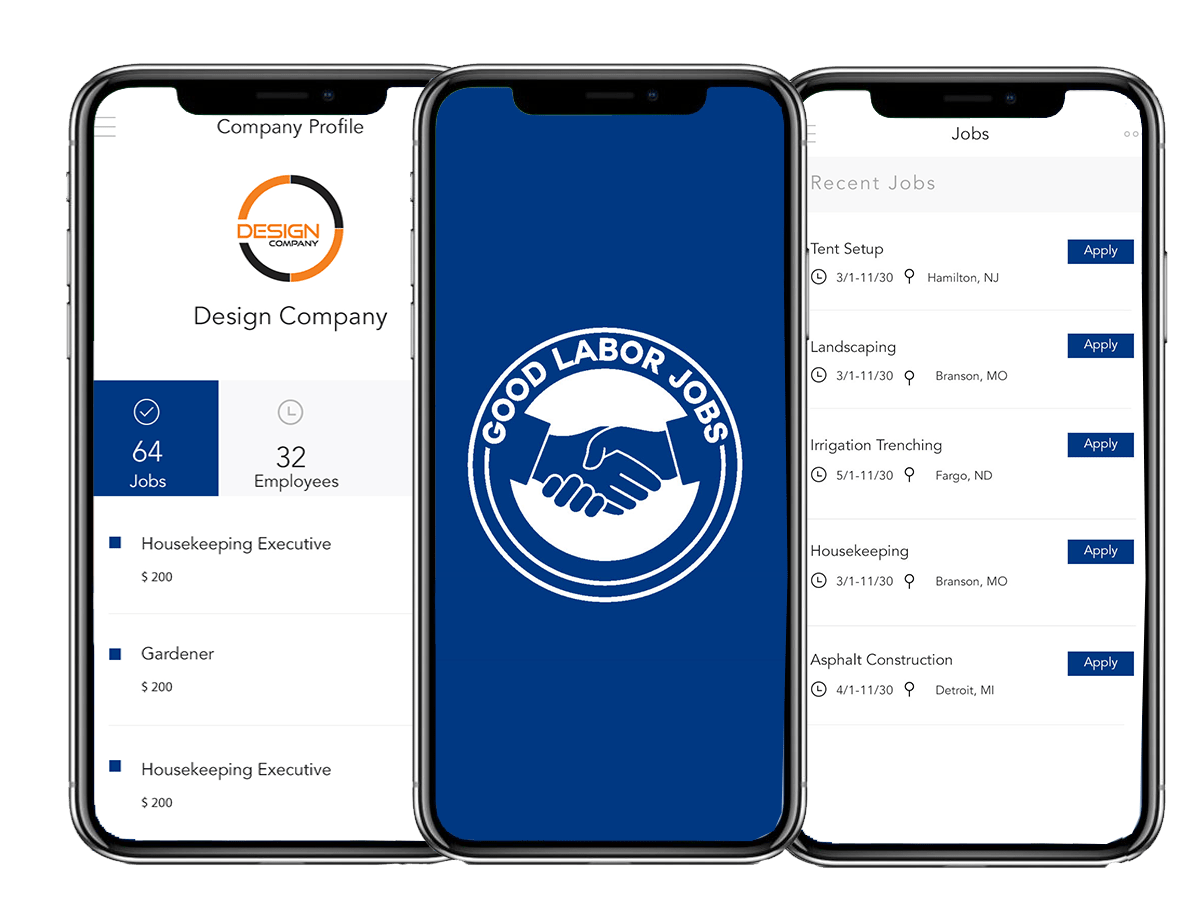 Company Profile
DESIGN
COMPANY
Design Company
64
Jobs
32
Employees
Housekeeping Executive
$ 200
Gardener
$ 200
Housekeeping Executive
$ 200
GOOD LABOR JOBS
Jobs
Recent Jobs
Tent Setup
Apply
3/1-11/30 Hamilton, NJ
Landscaping
Apply
3/1-11/30 Branson, MO
Irrigation Trenching
Apply
5/1-11/30 Fargo, ND
Housekeeping
Apply
3/1-11/30 Branson, MO
Asphalt Construction
Apply
4/1-11/30 Detroit, MI